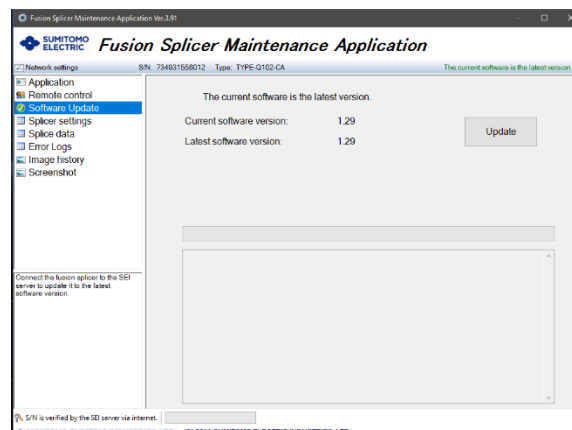 Fusion Splicer Maintenance Application Ver.3.91
SUMITOMO ELECTRIC Fusion Splicer Maintenance Application
Network settings S/N: 734931556012 Type: TYPE-Q102-CA The current software is the latest version.
Application
Remote control
Software Update
Splicer settings
Splice data
Error Logs
Image history
Screenshot
The current software is the latest version.
Current software version: 1.29
Latest software version: 1.29
Update
Connect the fusion splicer to the SEI
server to update it to the latest
software version.
S/N is verified by the SEI server via internet.